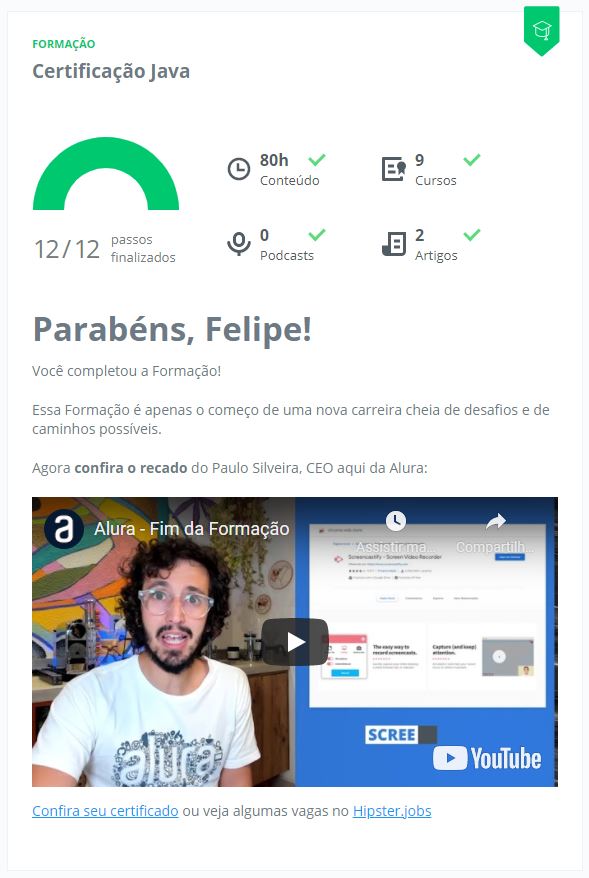 FORMAÇÃO
Certificação Java
12/12
passos
finalizados
80h
Conteúdo
9
Cursos
0
Podcasts
2
Artigos
Parabéns, Felipe!
Você completou a Formação!
Essa Formação é apenas o começo de uma nova carreira cheia de desafios e de
caminhos possíveis.
Agora confira o recado do Paulo Silveira, CEO aqui da Alura:
a
Alura - Fim da Formação
Assistir ma...
Compartilh...
Screencastify - Screen Video Recorder
The easy way to
record screencasts.
Capture (and keep)
attention.
alura
SCREE
YouTube
Confira seu certificado ou veja algumas vagas no Hipster.jobs